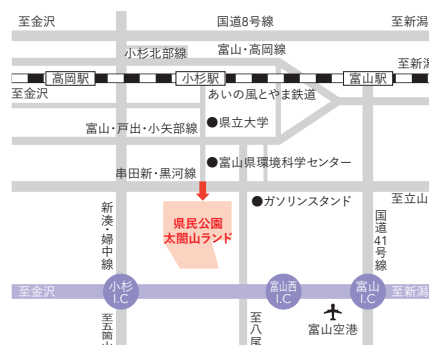 至金沢
国道8号線
至新潟
小杉北部線
富山・高岡線
至新潟
高岡駅
小杉駅
富山駅
至金沢
あいの風とやま鉄道
県立大学
富山・戸出・小矢部線
富山県環境科学センター
串田新・黒河線
ガソリンスタンド
至立山
新湊・婦中線
県民公園
太閤山ランド
国道41号線
至金沢
小杉
I.C
富山西
I.C
富山
I.C
至新潟
至五箇山
至八尾
富山空港